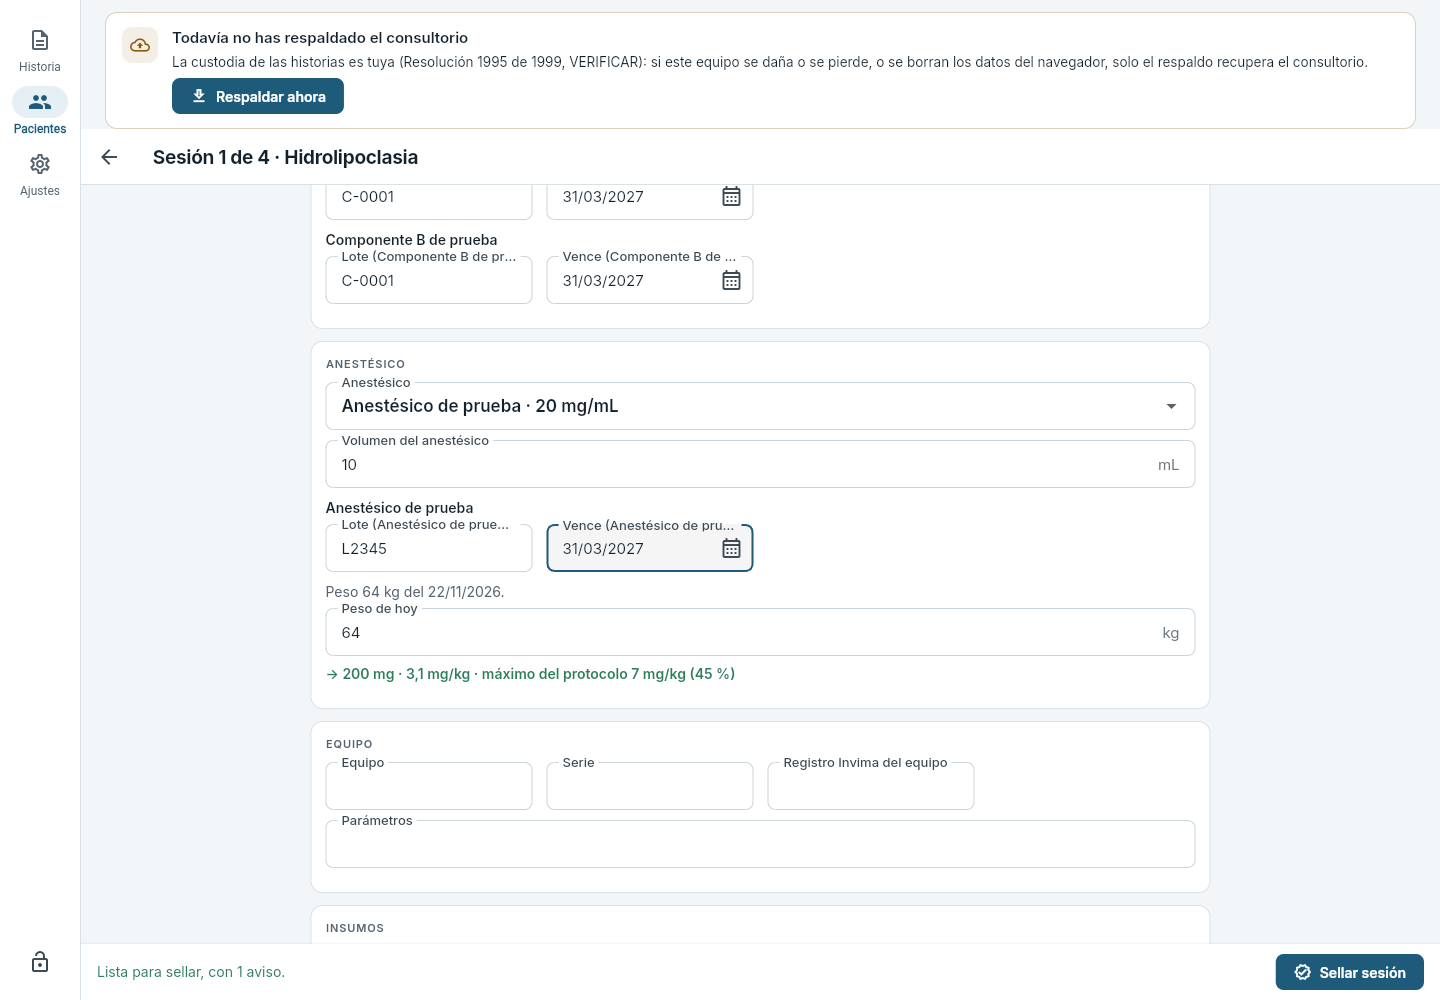 Historia
Pacientes
Ajustes
Todavía no has respaldado el consultorio
La custodia de las historias es tuya (Resolución 1995 de 1999, VERIFICAR): si este equipo se daña o se pierde, o se borran los datos del navegador, solo el respaldo recupera el consultorio.
Respaldar ahora
Sesión 1 de 4 · Hidrolipoclasia
C-0001
31/03/2027
Componente B de prueba
Lote (Componente B de pr...
Vence (Componente B de ...
C-0001
31/03/2027
ANESTÉSICO
Anestésico
Anestésico de prueba · 20 mg/mL
Volumen del anestésico
10
mL
Anestésico de prueba
Lote (Anestésico de prue...
Vence (Anestésico de pru...
L2345
31/03/2027
Peso 64 kg del 22/11/2026.
Peso de hoy
64
kg
→ 200 mg · 3,1 mg/kg · máximo del protocolo 7 mg/kg (45 %)
EQUIPO
Equipo
Serie
Registro Invima del equipo
Parámetros
INSUMOS
Lista para sellar, con 1 aviso.
Sellar sesión